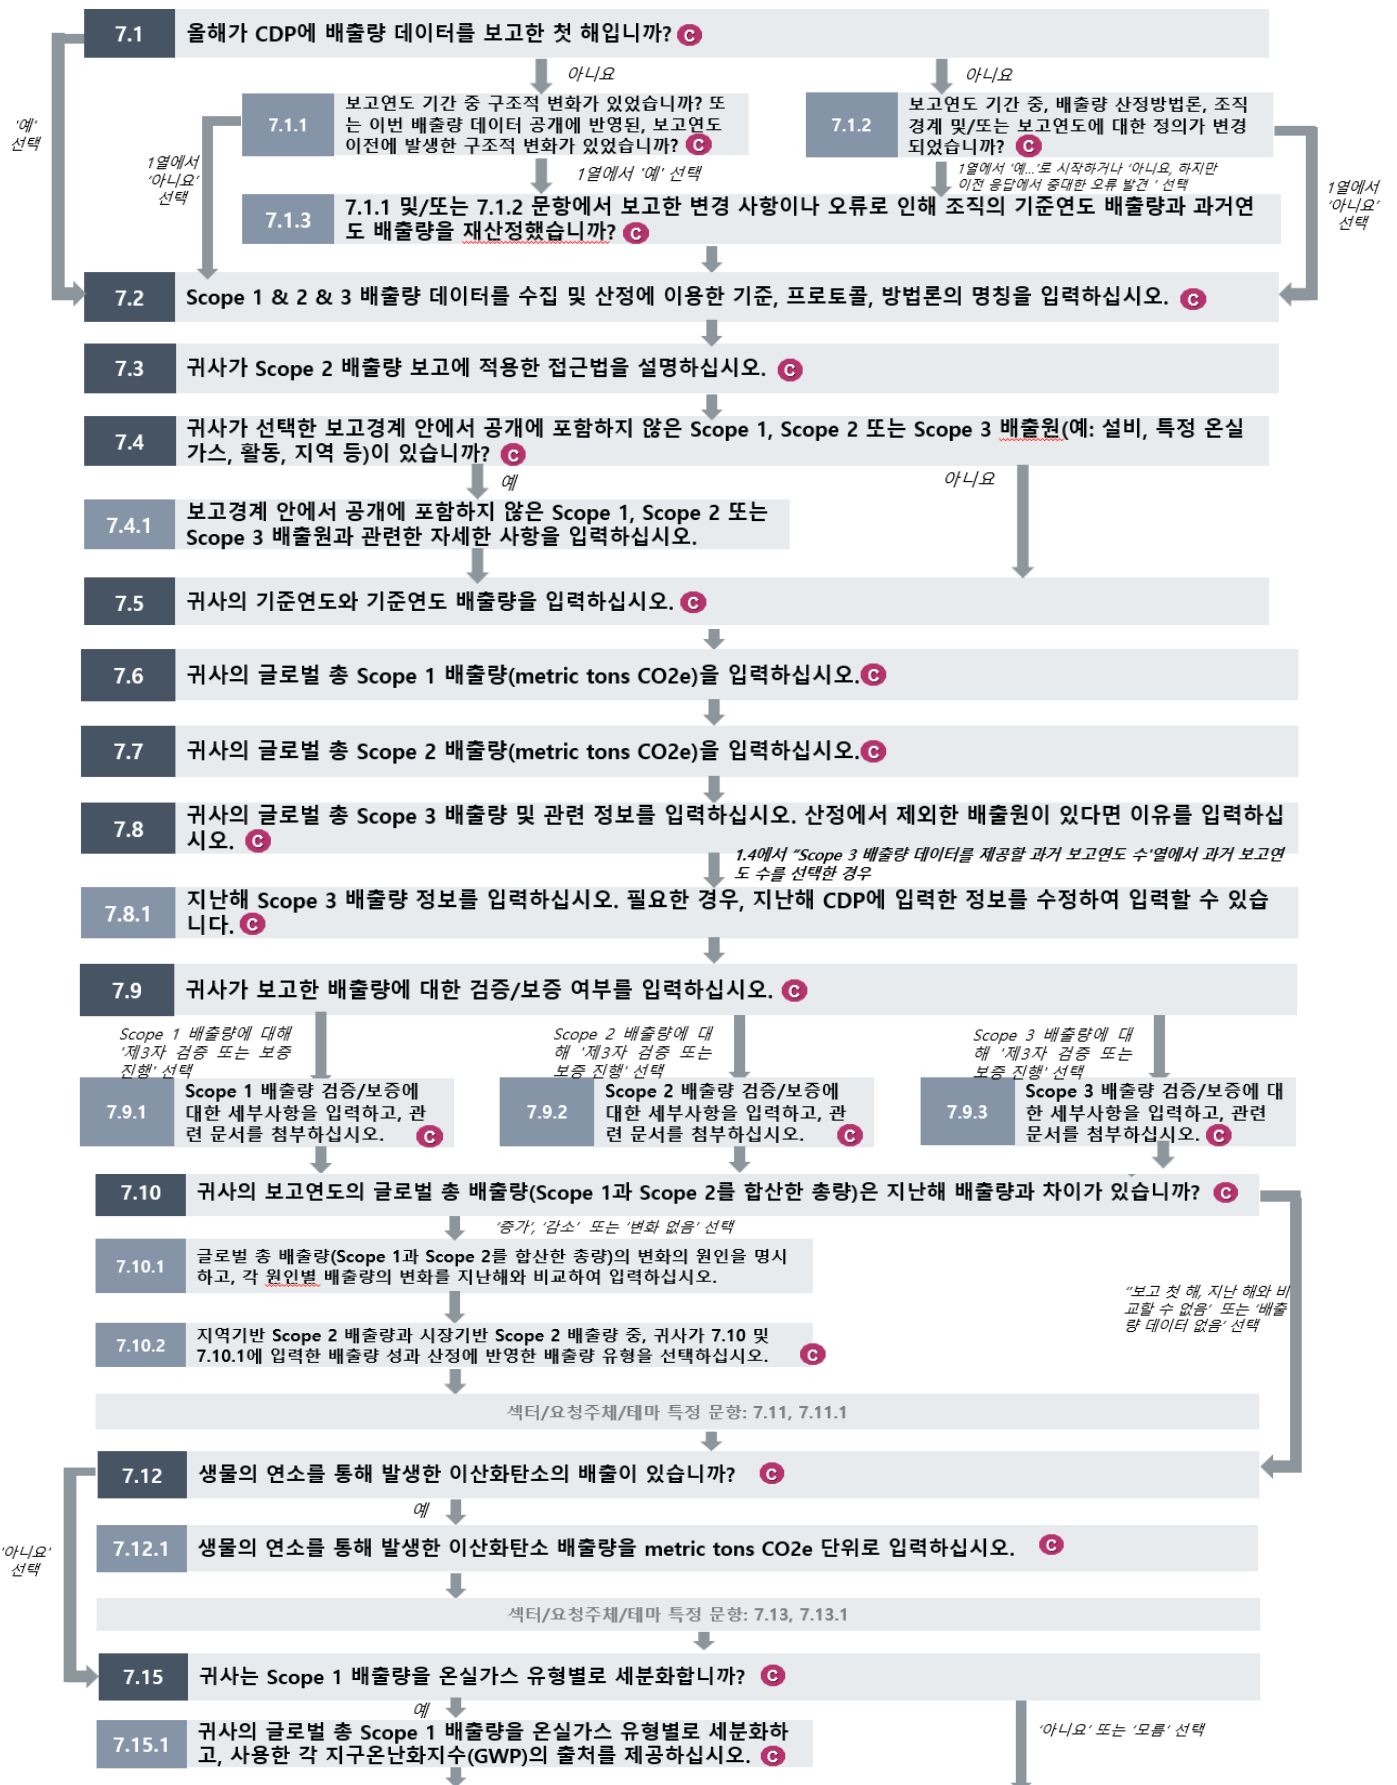 7.1 올해가 CDP에 배출량 데이터를 보고한 첫 해입니까? C
아니요
아니요
'예'
선택
7.1.1
보고연도 기간 중 구조적 변화가 있었습니까? 또
는 이번 배출량 데이터 공개에 반영된, 보고연도
이전에 발생한 구조적 변화가 있었습니까? C
7.1.2
보고연도 기간 중, 배출량 산정방법론, 조직
경계 및/또는 보고연도에 대한 정의가 변경
되었습니까? C
1열에서
'아니요'
선택
1열에서 '예' 선택
1열에서 '예...'로 시작하거나 '아니요, 하지만
이전 응답에서 중대한 오류 발견 ' 선택
1열에서
'아니요'
선택
7.1.3
7.1.1 및/또는 7.1.2 문항에서 보고한 변경 사항이나 오류로 인해 조직의 기준연도 배출량과 과거연
도 배출량을 재산정했습니까? C
7.2 Scope 1 & 2 & 3 배출량 데이터를 수집 및 산정에 이용한 기준, 프로토콜, 방법론의 명칭을 입력하십시오. C
7.3 귀사가 Scope 2 배출량 보고에 적용한 접근법을 설명하십시오. C
7.4
귀사가 선택한 보고경계 안에서 공개에 포함하지 않은 Scope 1, Scope 2 또는 Scope 3 배출원(예: 설비, 특정 온실
가스, 활동, 지역 등)이 있습니까? C
예
아니요
7.4.1
보고경계 안에서 공개에 포함하지 않은 Scope 1, Scope 2 또는
Scope 3 배출원과 관련한 자세한 사항을 입력하십시오.
7.5 귀사의 기준연도와 기준연도 배출량을 입력하십시오. C
7.6 귀사의 글로벌 총 Scope 1 배출량(metric tons CO2e)을 입력하십시오. C
7.7 귀사의 글로벌 총 Scope 2 배출량(metric tons CO2e)을 입력하십시오. C
7.8
귀사의 글로벌 총 Scope 3 배출량 및 관련 정보를 입력하십시오. 산정에서 제외한 배출원이 있다면 이유를 입력하십
시오. C
1.4에서 "Scope 3 배출량 데이터를 제공할 과거 보고연도 수'열에서 과거 보고연
도 수를 선택한 경우
7.8.1
지난해 Scope 3 배출량 정보를 입력하십시오. 필요한 경우, 지난해 CDP에 입력한 정보를 수정하여 입력할 수 있습
니다. C
7.9 귀사가 보고한 배출량에 대한 검증/보증 여부를 입력하십시오. C
Scope 1 배출량에 대해
'제3자 검증 또는 보증
진행' 선택
Scope 2 배출량에 대
해 '제3자 검증 또는
보증 진행' 선택
Scope 3 배출량에 대
해 '제3자 검증 또는
보증 진행' 선택
7.9.1
Scope 1 배출량 검증/보증에
대한 세부사항을 입력하고, 관
련 문서를 첨부하십시오. C
7.9.2
Scope 2 배출량 검증/보증에
대한 세부사항을 입력하고, 관
련 문서를 첨부하십시오. C
7.9.3
Scope 3 배출량 검증/보증에 대
한 세부사항을 입력하고, 관련
문서를 첨부하십시오. C
7.10 귀사의 보고연도의 글로벌 총 배출량(Scope 1과 Scope 2를 합산한 총량)은 지난해 배출량과 차이가 있습니까? C
'증가', '감소' 또는 '변화 없음' 선택
7.10.1
글로벌 총 배출량(Scope 1과 Scope 2를 합산한 총량)의 변화의 원인을 명시
하고, 각 원인별 배출량의 변화를 지난해와 비교하여 입력하십시오.
"보고 첫 해, 지난 해와 비
교할 수 없음' 또는 '배출
량 데이터 없음' 선택
7.10.2
지역기반 Scope 2 배출량과 시장기반 Scope 2 배출량 중, 귀사가 7.10 및
7.10.1에 입력한 배출량 성과 산정에 반영한 배출량 유형을 선택하십시오. C
섹터/요청주체/테마 특정 문항: 7.11, 7.11.1
7.12 생물의 연소를 통해 발생한 이산화탄소의 배출이 있습니까? C
예
'아니요'
선택
7.12.1 생물의 연소를 통해 발생한 이산화탄소 배출량을 metric tons CO2e 단위로 입력하십시오. C
섹터/요청주체/테마 특정 문항: 7.13, 7.13.1
7.15 귀사는 Scope 1 배출량을 온실가스 유형별로 세분화합니까? C
예
'아니요' 또는 '모름' 선택
7.15.1
귀사의 글로벌 총 Scope 1 배출량을 온실가스 유형별로 세분화하
고, 사용한 각 지구온난화지수(GWP)의 출처를 제공하십시오. C